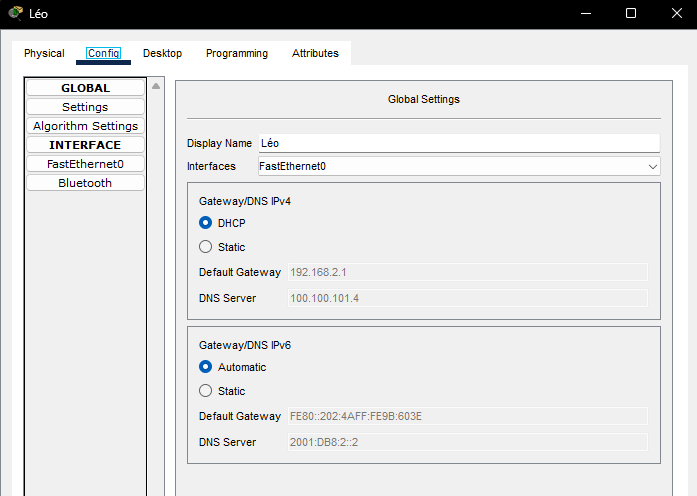 Léo
Physical Config Desktop Programming Attributes
GLOBAL
Settings
Algorithm Settings
INTERFACE
FastEthernet0
Bluetooth
Global Settings
Display Name Léo
Interfaces FastEthernet0
Gateway/DNS IPv4
DHCP
Static
Default Gateway 192.168.2.1
DNS Server 100.100.101.4
Gateway/DNS IPv6
Automatic
Static
Default Gateway FE80::202:4AFF:FE9B:603E
DNS Server 2001:DB8:2::2